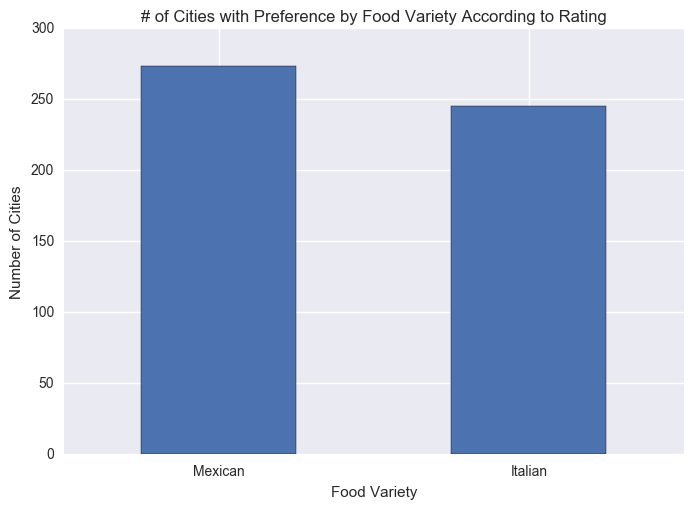 # of Cities with Preference by Food Variety According to Rating
300
250
200
150
100
50
0
Number of Cities
Mexican Italian
Food Variety